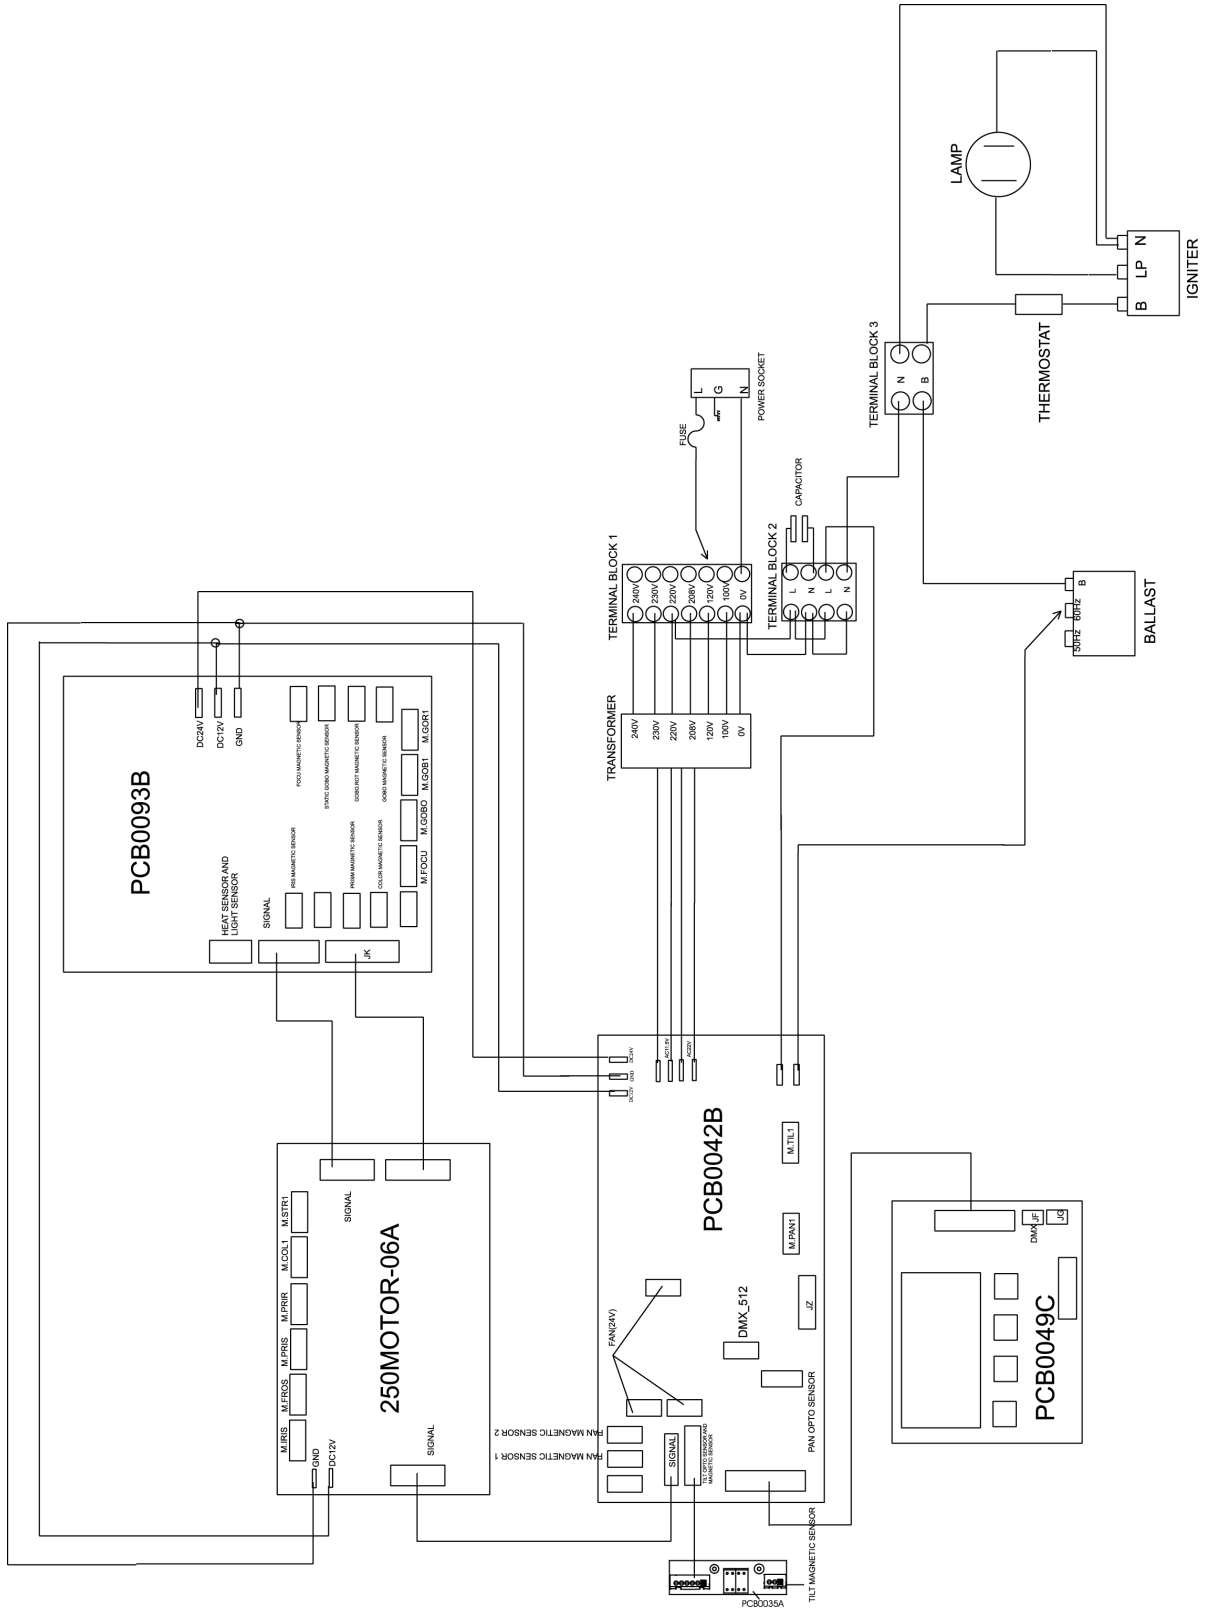 LAMP
N
LP
B
IGNITER
THERMOSTAT
TERMINAL BLOCK 3
N
B
L
G
N
POWER SOCKET
FUSE
CAPACITOR
TERMINAL BLOCK 2
L
N
L
N
TERMINAL BLOCK 1
240V
230V
220V
208V
120V
100V
0V
TRANSFORMER
240V
230V
220V
208V
120V
100V
0V
B
60Hz
50Hz
BALLAST
PCB0093B
DC24V
DC12V
GND
FOCU MAGNETIC SENSOR
STATIC GOBO MAGNETIC SENSOR
GOBO.ROT MAGNETIC SENSOR
GOBO MAGNETIC SENSOR
M.GOR1
M.GOB1
M.GOBO
M.FOCU
IRIS MAGNETIC SENSOR
PRISM MAGNETIC SENSOR
COLOR MAGNETIC SENSOR
HEAT SENSOR AND
LIGHT SENSOR
SIGNAL
JK
250MOTOR-06A
SIGNAL
M.STR1
M.COL1
M.PRIR
M.PRIS
M.FROS
M.IRIS
GND
DC12V
SIGNAL
PCB0042B
DC24V
GND
DC12V
AC11.5V
AC22V
M.TIL1
M.PAN1
JZ
DMX_512
FAN(24V)
PAN MAGNETIC SENSOR 2
PAN MAGNETIC SENSOR 1
SIGNAL
TILT OPTO SENSOR AND
MAGNETIC SENSOR
PAN OPTO SENSOR
TILT MAGNETIC SENSOR
PCB0035A
PCB0049C
DMX
JF
JG